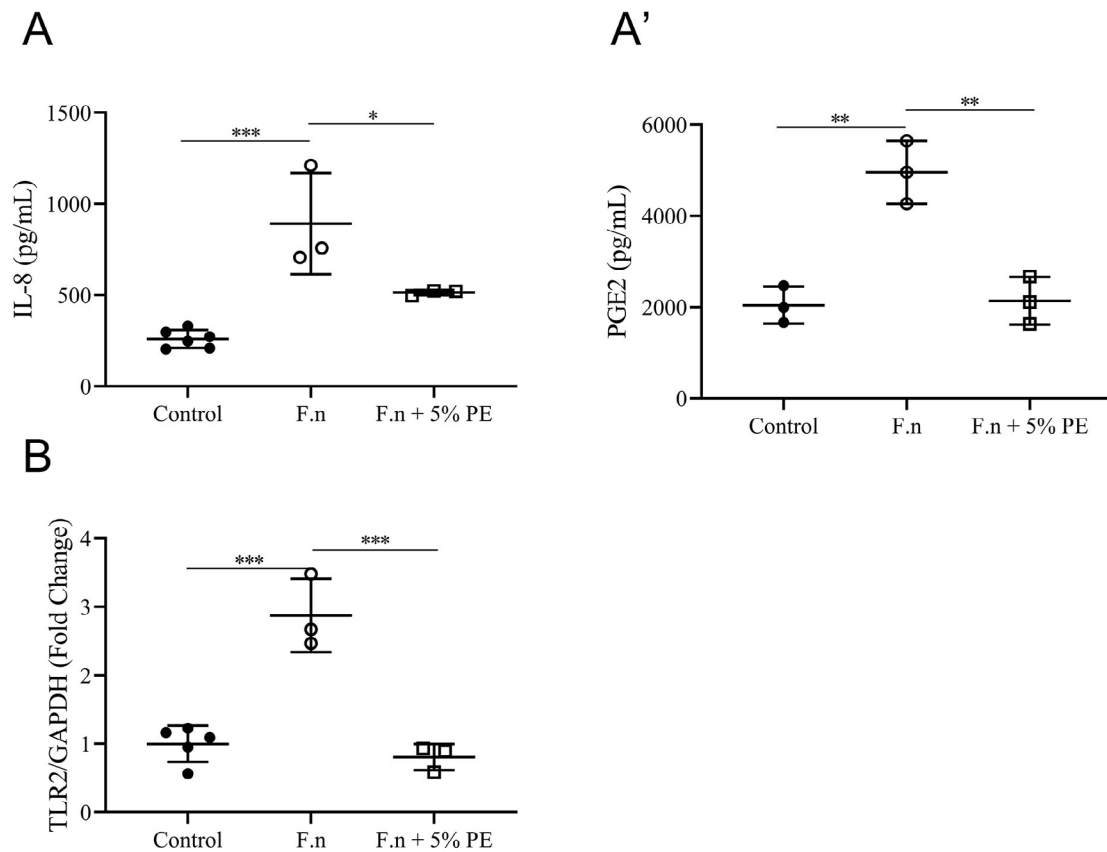 A
A’
IL-8 (pg/mL)
1500
1000
500
0
***
*
Control
F.n
F.n + 5% PE
PGE2 (pg/mL)
6000
4000
2000
0
**
**
Control
F.n
F.n + 5% PE
B
TLR2/GAPDH (Fold Change)
4
3
2
1
0
***
***
Control
F.n
F.n + 5% PE